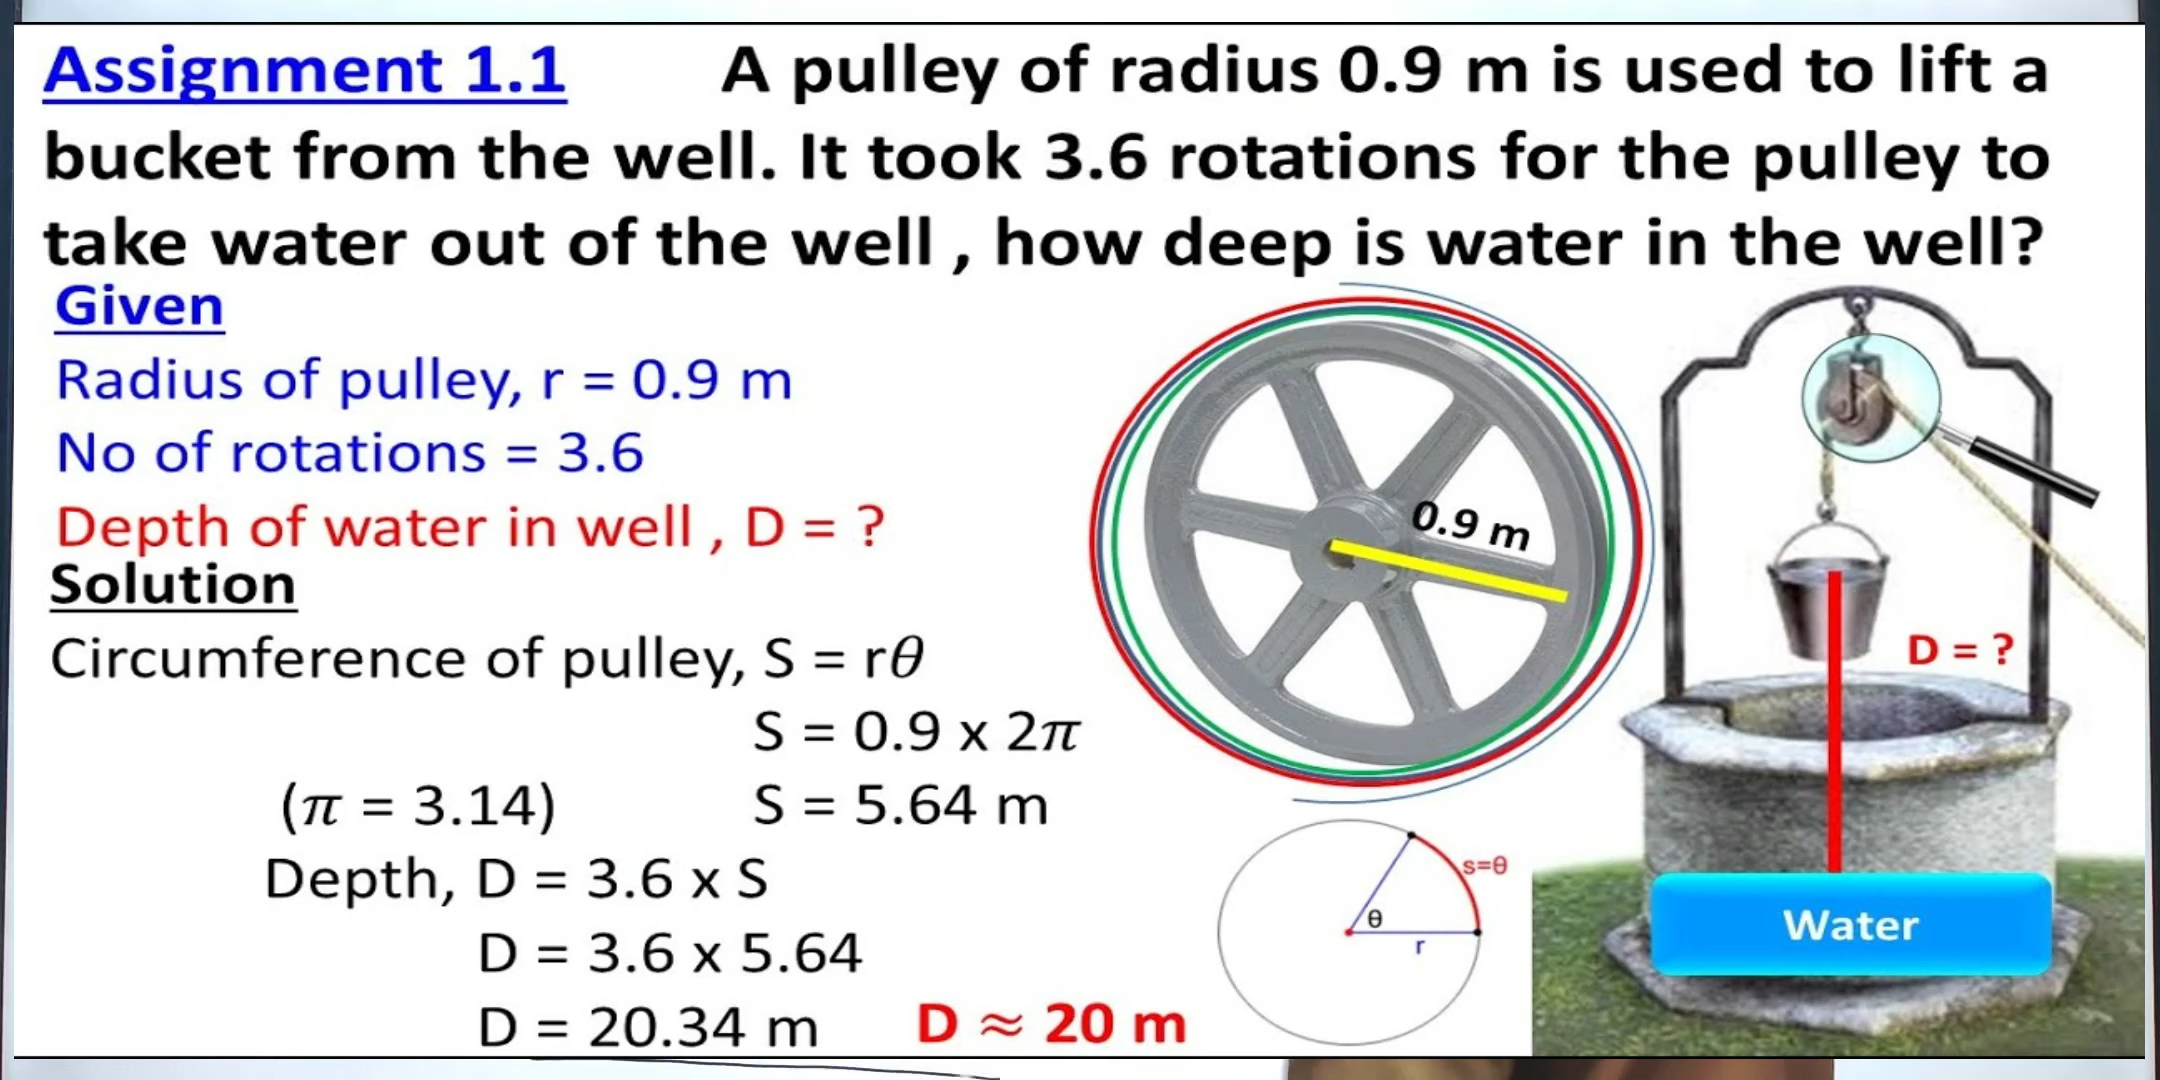 Assignment 1.1 A pulley of radius 0.9 m is used to lift a
bucket from the well. It took 3.6 rotations for the pulley to
take water out of the well , how deep is water in the well?
Given
Radius of pulley, r = 0.9 m
No of rotations = 3.6
Depth of water in well , D = ?
Solution
Circumference of pulley, S = rθ
S = 0.9 x 2π
(π = 3.14) S = 5.64 m
Depth, D = 3.6 x S
D = 3.6 x 5.64
D = 20.34 m D ≈ 20 m
0.9 m
s=θ
θ
r
D = ?
Water